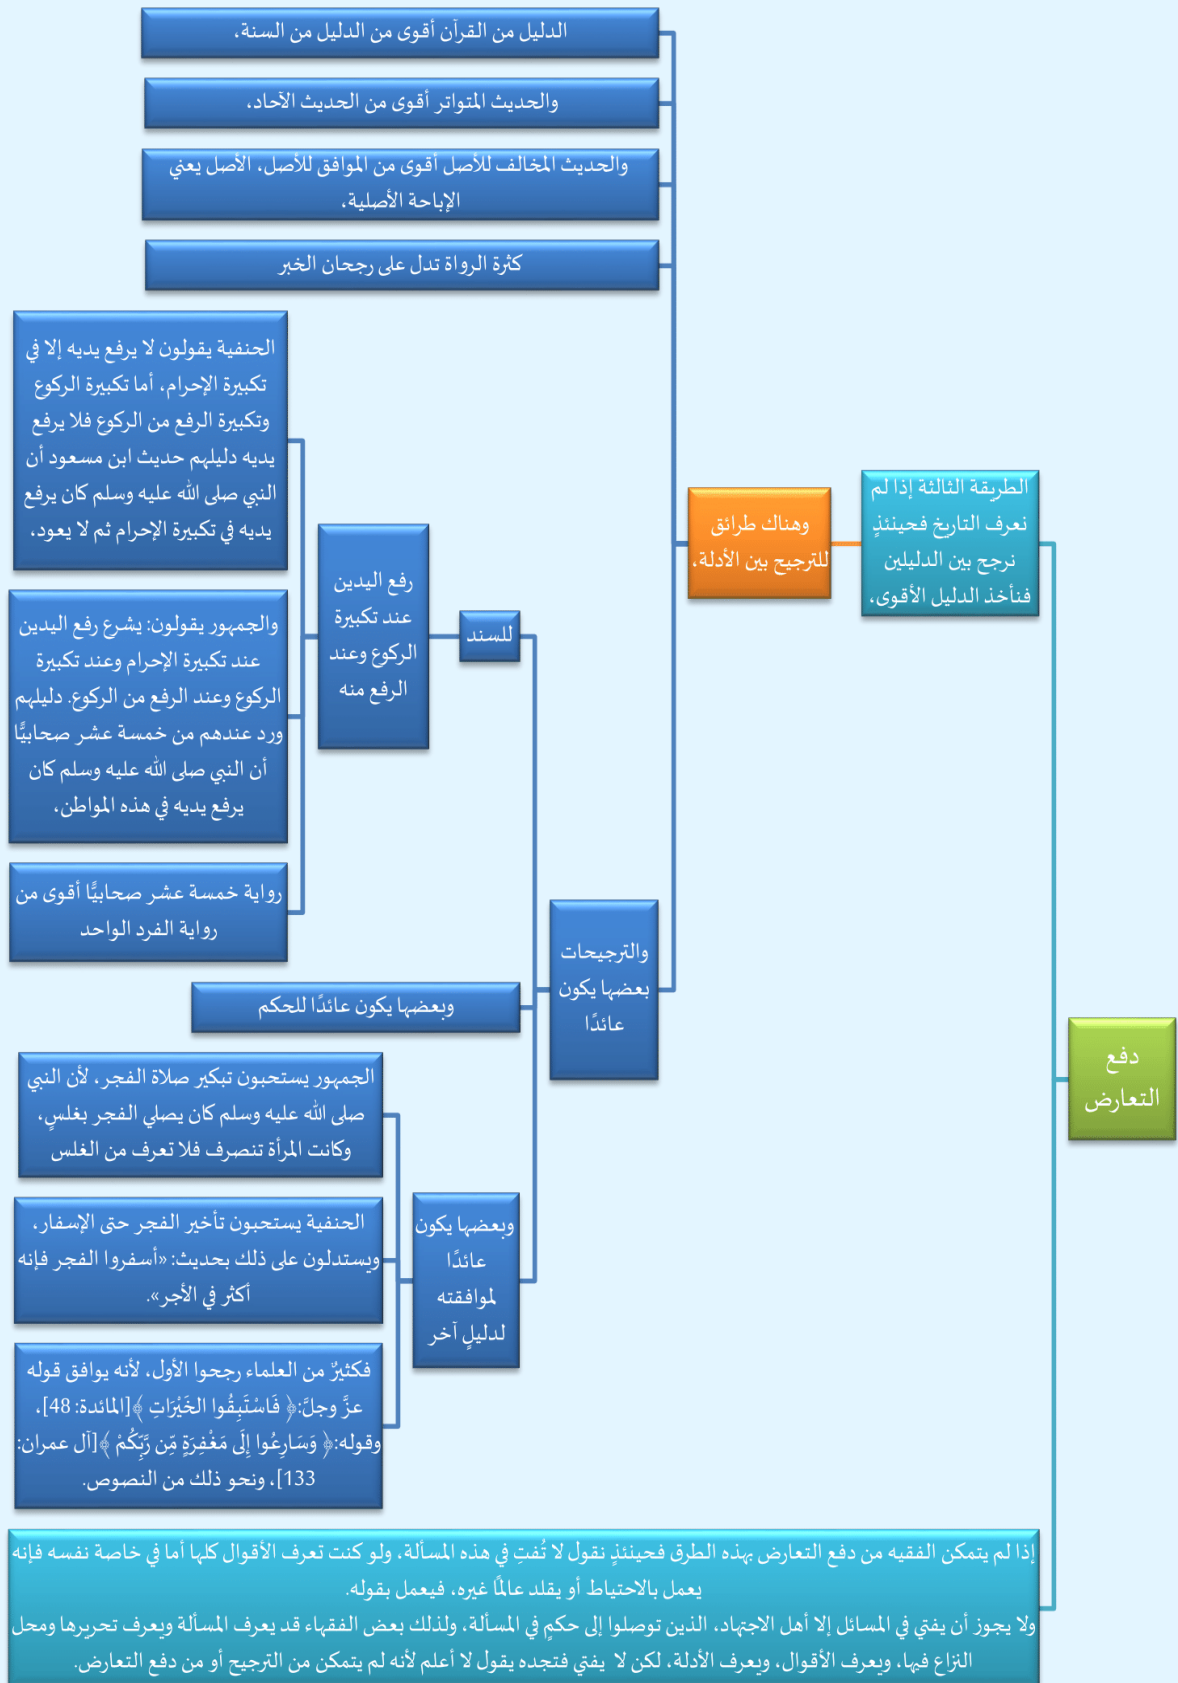 دفع
التعارض
الطريقة الثالثة إذا لم
نعرف التاريخ فحينئذٍ
نرجح بين الدليلين
فنأخذ الدليل الأقوى،
وهناك طرائق
للترجيح بين الأدلة،
الدليل من القرآن أقوى من الدليل من السنة،
والحديث المتواتر أقوى من الحديث الآحاد،
والحديث المخالف للأصل أقوى من الموافق للأصل، الأصل يعني
الإباحة الأصلية،
كثرة الرواة تدل على رجحان الخبر
والترجيحات
بعضها يكون
عائدًا
للسند
رفع اليدين
عند تكبيرة
الركوع وعند
الرفع منه
الحنفية يقولون لا يرفع يديه إلا في
تكبيرة الإحرام، أما تكبيرة الركوع
وتكبيرة الرفع من الركوع فلا يرفع
يديه دليلهم حديث ابن مسعود أن
النبي صلى الله عليه وسلم كان يرفع
يديه في تكبيرة الإحرام ثم لا يعود،
والجمهور يقولون: يشرع رفع اليدين
عند تكبيرة الإحرام وعند تكبيرة
الركوع وعند الرفع من الركوع. دليلهم
ورد عندهم من خمسة عشر صحابيًّا
أن النبي صلى الله عليه وسلم كان
يرفع يديه في هذه المواطن،
رواية خمسة عشر صحابيًّا أقوى من
رواية الفرد الواحد
وبعضها يكون عائدًا للحكم
وبعضها يكون
عائدًا
لموافقته
لدليلٍ آخر
الجمهور يستحبون تبكير صلاة الفجر، لأن النبي
صلى الله عليه وسلم كان يصلي الفجر بغلسٍ،
وكانت المرأة تنصرف فلا تعرف من الغلس
الحنفية يستحبون تأخير الفجر حتى الإسفار،
ويستدلون على ذلك بحديث: «أسفروا الفجر فإنه
أكثر في الأجر».
فكثيرٌ من العلماء رجحوا الأول، لأنه يوافق قوله
عزَّ وجلَّ:﴿ فَاسْتَبِقُوا الخَيْرَاتِ ﴾[المائدة: 48]،
وقوله:﴿ وَسَارِعُوا إِلَى مَغْفِرَةٍ مِّن رَّبِّكُمْ ﴾[آل عمران:
133]، ونحو ذلك من النصوص.
إذا لم يتمكن الفقيه من دفع التعارض بهذه الطرق فحينئذٍ نقول لا تُفتِ في هذه المسألة، ولو كنت تعرف الأقوال كلها أما في خاصة نفسه فإنه
يعمل بالاحتياط أو يقلد عالمًا غيره، فيعمل بقوله.
ولا يجوز أن يفتي في المسائل إلا أهل الاجتهاد، الذين توصلوا إلى حكمٍ في المسألة، ولذلك بعض الفقهاء قد يعرف المسألة ويعرف تحريرها ومحل
النزاع فيها، ويعرف الأقوال، ويعرف الأدلة، لكن لا يفتي فتجده يقول لا أعلم لأنه لم يتمكن من الترجيح أو من دفع التعارض.